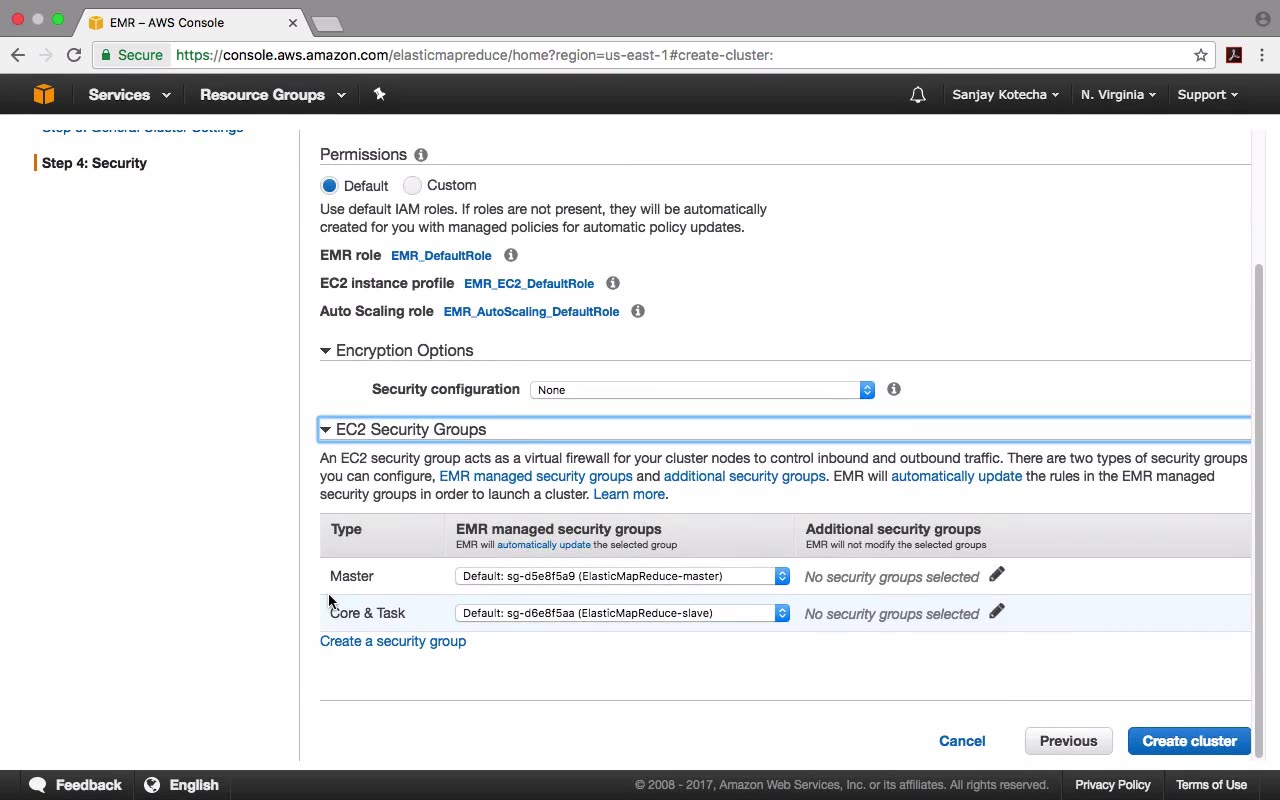 EMR – AWS Console
Secure https://console.aws.amazon.com/elasticmapreduce/home?region=us-east-1#create-cluster:
Services Resource Groups Sanjay Kotecha N. Virginia Support
Step 3: General Cluster Settings
Step 4: Security
Permissions
Default Custom
Use default IAM roles. If roles are not present, they will be automatically
created for you with managed policies for automatic policy updates.
EMR role EMR_DefaultRole
EC2 instance profile EMR_EC2_DefaultRole
Auto Scaling role EMR_AutoScaling_DefaultRole
Encryption Options
Security configuration None
EC2 Security Groups
An EC2 security group acts as a virtual firewall for your cluster nodes to control inbound and outbound traffic. There are two types of security groups
you can configure, EMR managed security groups and additional security groups. EMR will automatically update the rules in the EMR managed
security groups in order to launch a cluster. Learn more.
Type EMR managed security groups Additional security groups
EMR will automatically update the selected group EMR will not modify the selected groups
Master Default: sg-d5e8f5a9 (ElasticMapReduce-master) No security groups selected
Core & Task Default: sg-d6e8f5aa (ElasticMapReduce-slave) No security groups selected
Create a security group
Cancel Previous Create cluster
Feedback English © 2008 - 2017, Amazon Web Services, Inc. or its affiliates. All rights reserved. Privacy Policy Terms of Use